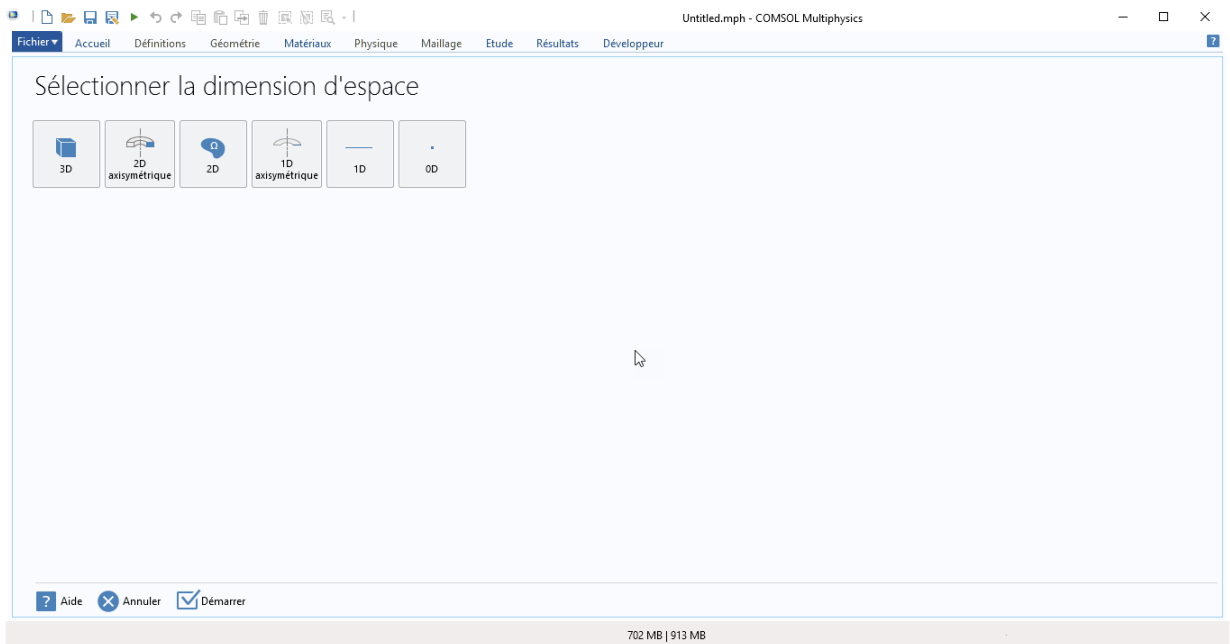 Untitled.mph - COMSOL Multiphysics
Fichier Accueil Définitions Géométrie Matériaux Physique Maillage Etude Résultats Développeur ?
Sélectionner la dimension d'espace
3D
2D
axisymétrique
Ω
2D
1D
axisymétrique
1D
0D
? Aide Annuler Démarrer
702 MB | 913 MB